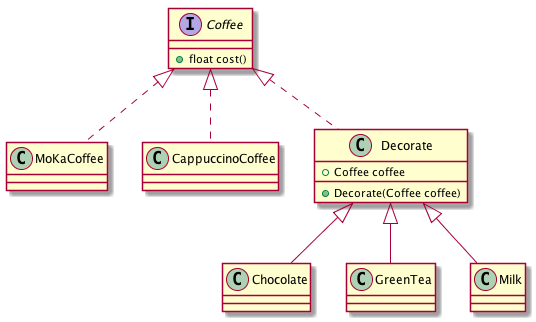 I Coffee
float cost()
C MoKaCoffee
C CappuccinoCoffee
C Decorate
Coffee coffee
Decorate(Coffee coffee)
C Chocolate
C GreenTea
C Milk